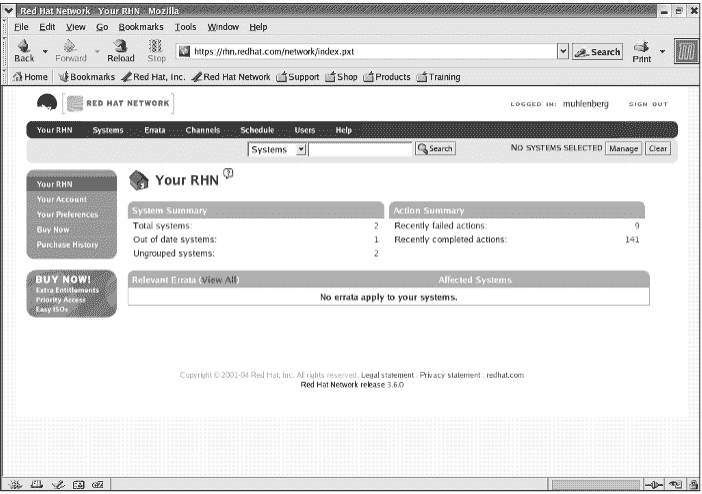 Red Hat Network - Your RHN - Mozilla
File Edit View Go Bookmarks Tools Window Help
Back Forward Reload Stop https://rhn.redhat.com/network/index.pxt Search Print
Home Bookmarks Red Hat, Inc. Red Hat Network Support Shop Products Training
RED HAT NETWORK LOGGED IN: muhlenberg SIGN OUT
Your RHN Systems Errata Channels Schedule Users Help
Systems Search NO SYSTEMS SELECTED Manage Clear
Your RHN
Your Account
Your Preferences
Buy Now
Purchase History
BUY NOW!
Extra Entitlements
Priority Access
Easy ISOs
Your RHN ?
System Summary
Total systems: 2
Out of date systems: 1
Ungrouped systems: 2
Action Summary
Recently failed actions: 9
Recently completed actions: 141
Relevant Errata (View All) Affected Systems
No errata apply to your systems.
Copyright © 2001-04 Red Hat, Inc. All rights reserved. Legal statement : Privacy statement : redhat.com
Red Hat Network release 3.6.0